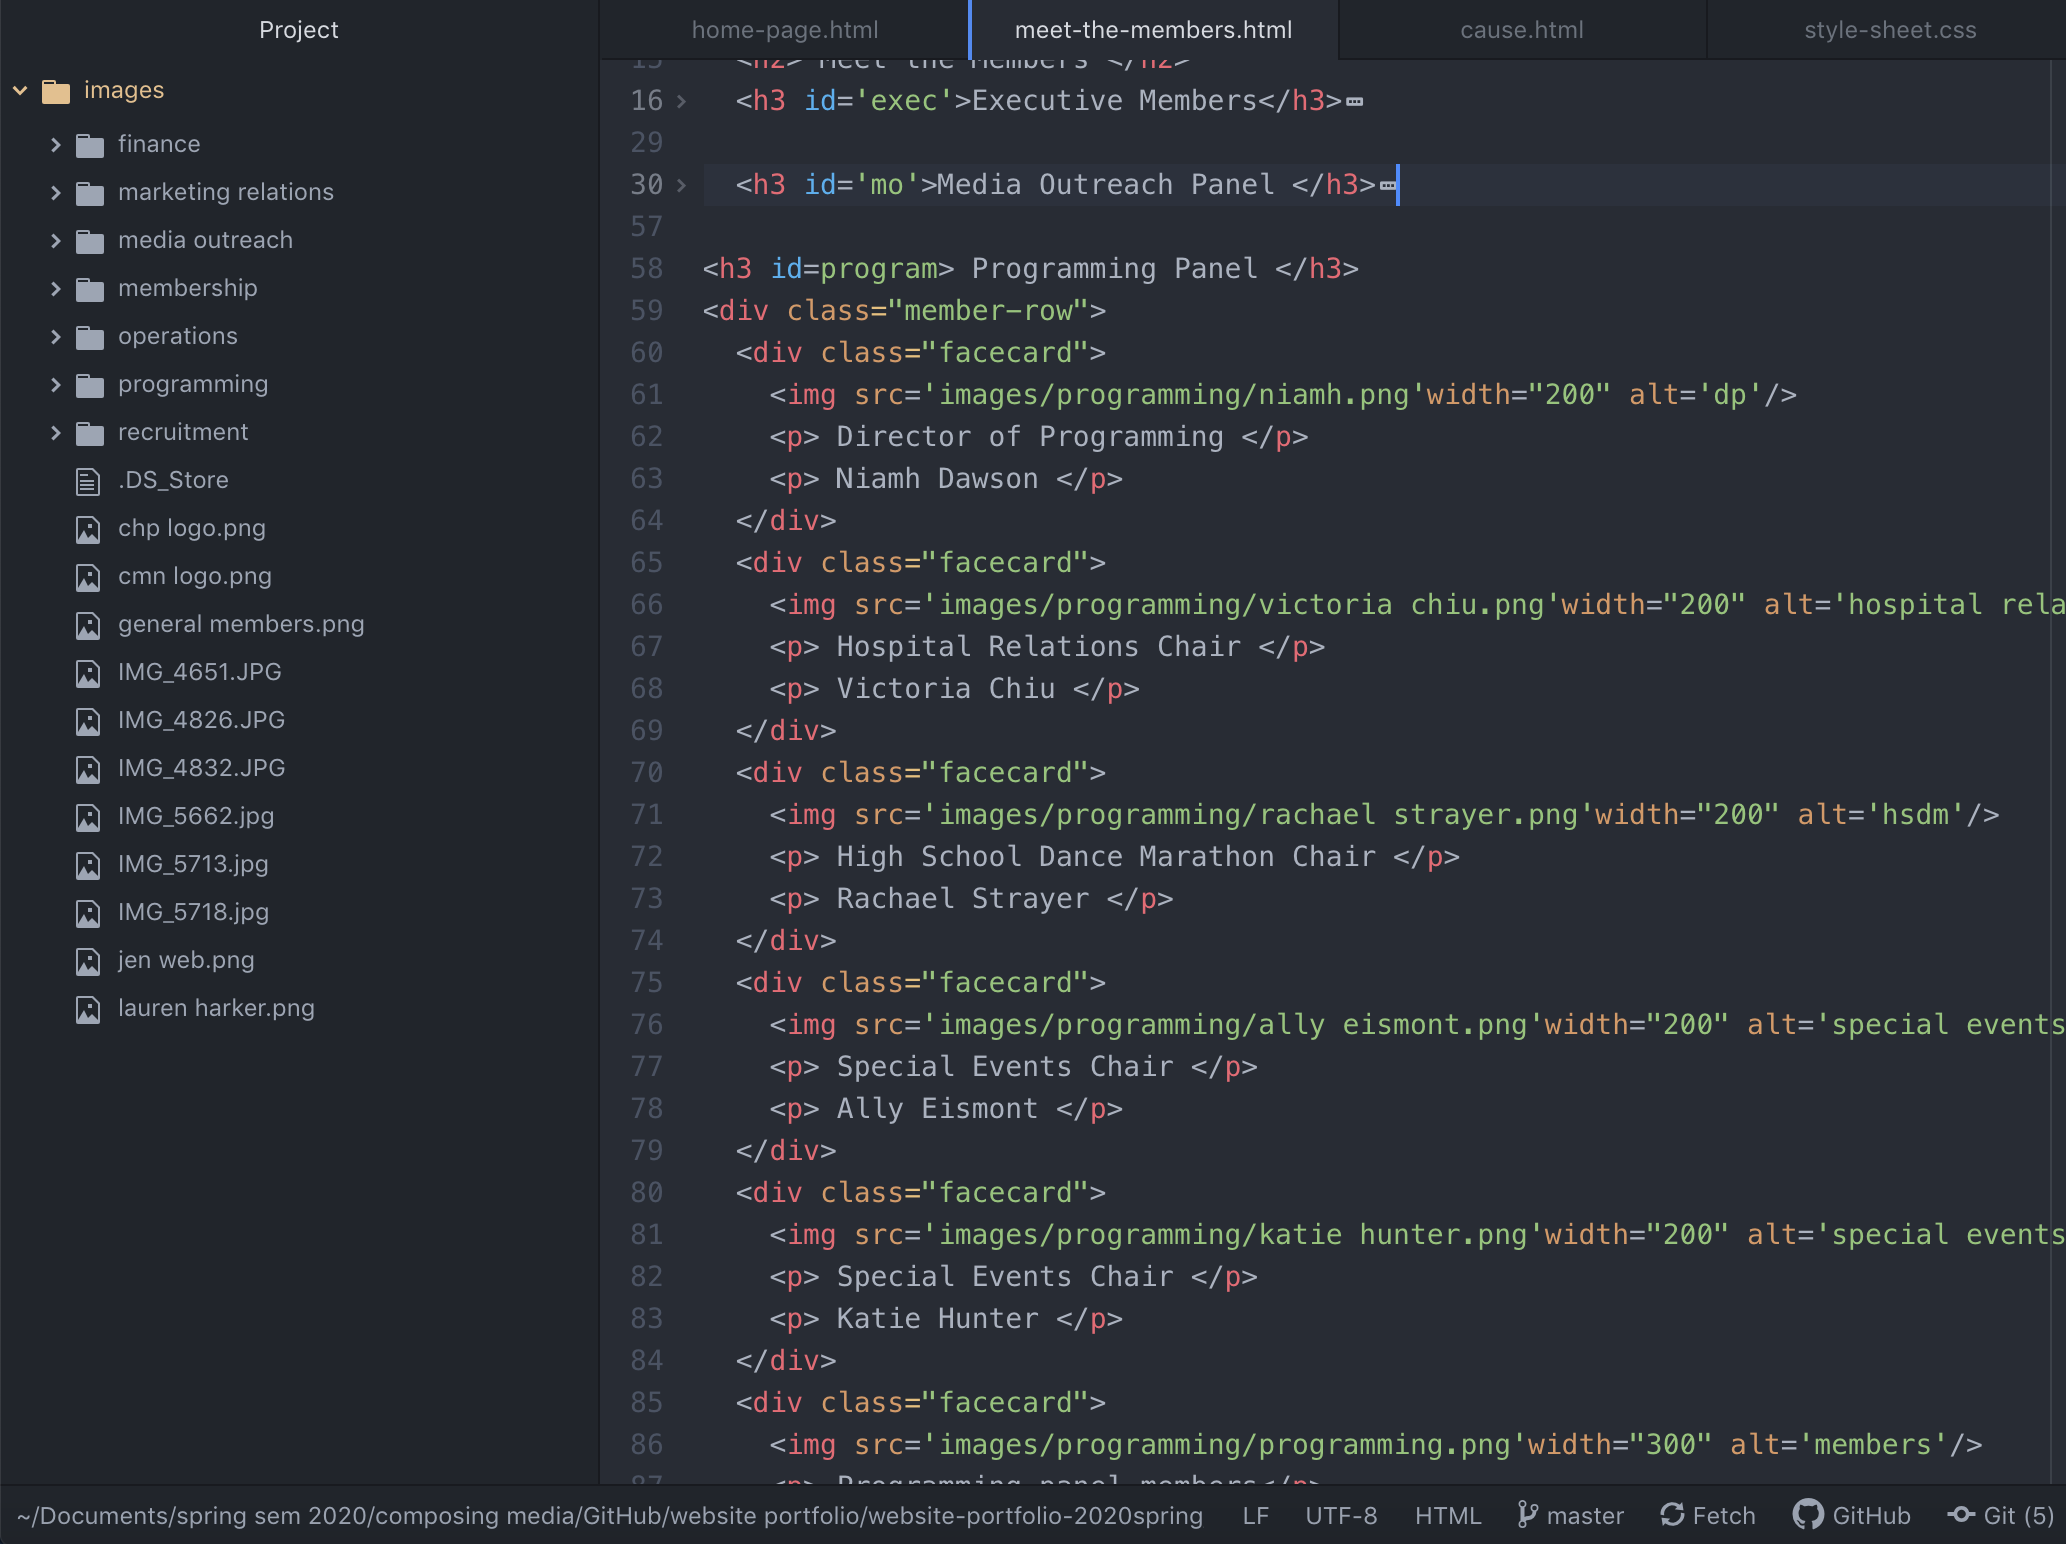 Project
home-page.html
meet-the-members.html
cause.html
style-sheet.css
images
finance
marketing relations
media outreach
membership
operations
programming
recruitment
.DS_Store
chp logo.png
cmn logo.png
general members.png
IMG_4651.JPG
IMG_4826.JPG
IMG_4832.JPG
IMG_5662.jpg
IMG_5713.jpg
IMG_5718.jpg
jen web.png
lauren harker.png
15 <h2> Meet the Members </h2>
16 <h3 id='exec'>Executive Members</h3>
29
30 <h3 id='mo'>Media Outreach Panel </h3>
57
58 <h3 id=program> Programming Panel </h3>
59 <div class="member-row">
60 <div class="facecard">
61 <img src='images/programming/niamh.png'width="200" alt='dp'/>
62 <p> Director of Programming </p>
63 <p> Niamh Dawson </p>
64 </div>
65 <div class="facecard">
66 <img src='images/programming/victoria chiu.png'width="200" alt='hospital rela
67 <p> Hospital Relations Chair </p>
68 <p> Victoria Chiu </p>
69 </div>
70 <div class="facecard">
71 <img src='images/programming/rachael strayer.png'width="200" alt='hsdm'/>
72 <p> High School Dance Marathon Chair </p>
73 <p> Rachael Strayer </p>
74 </div>
75 <div class="facecard">
76 <img src='images/programming/ally eismont.png'width="200" alt='special events
77 <p> Special Events Chair </p>
78 <p> Ally Eismont </p>
79 </div>
80 <div class="facecard">
81 <img src='images/programming/katie hunter.png'width="200" alt='special events
82 <p> Special Events Chair </p>
83 <p> Katie Hunter </p>
84 </div>
85 <div class="facecard">
86 <img src='images/programming/programming.png'width="300" alt='members'/>
87 <p> Programming panel members</p>
~/Documents/spring sem 2020/composing media/GitHub/website portfolio/website-portfolio-2020spring LF UTF-8 HTML master Fetch GitHub Git (5)